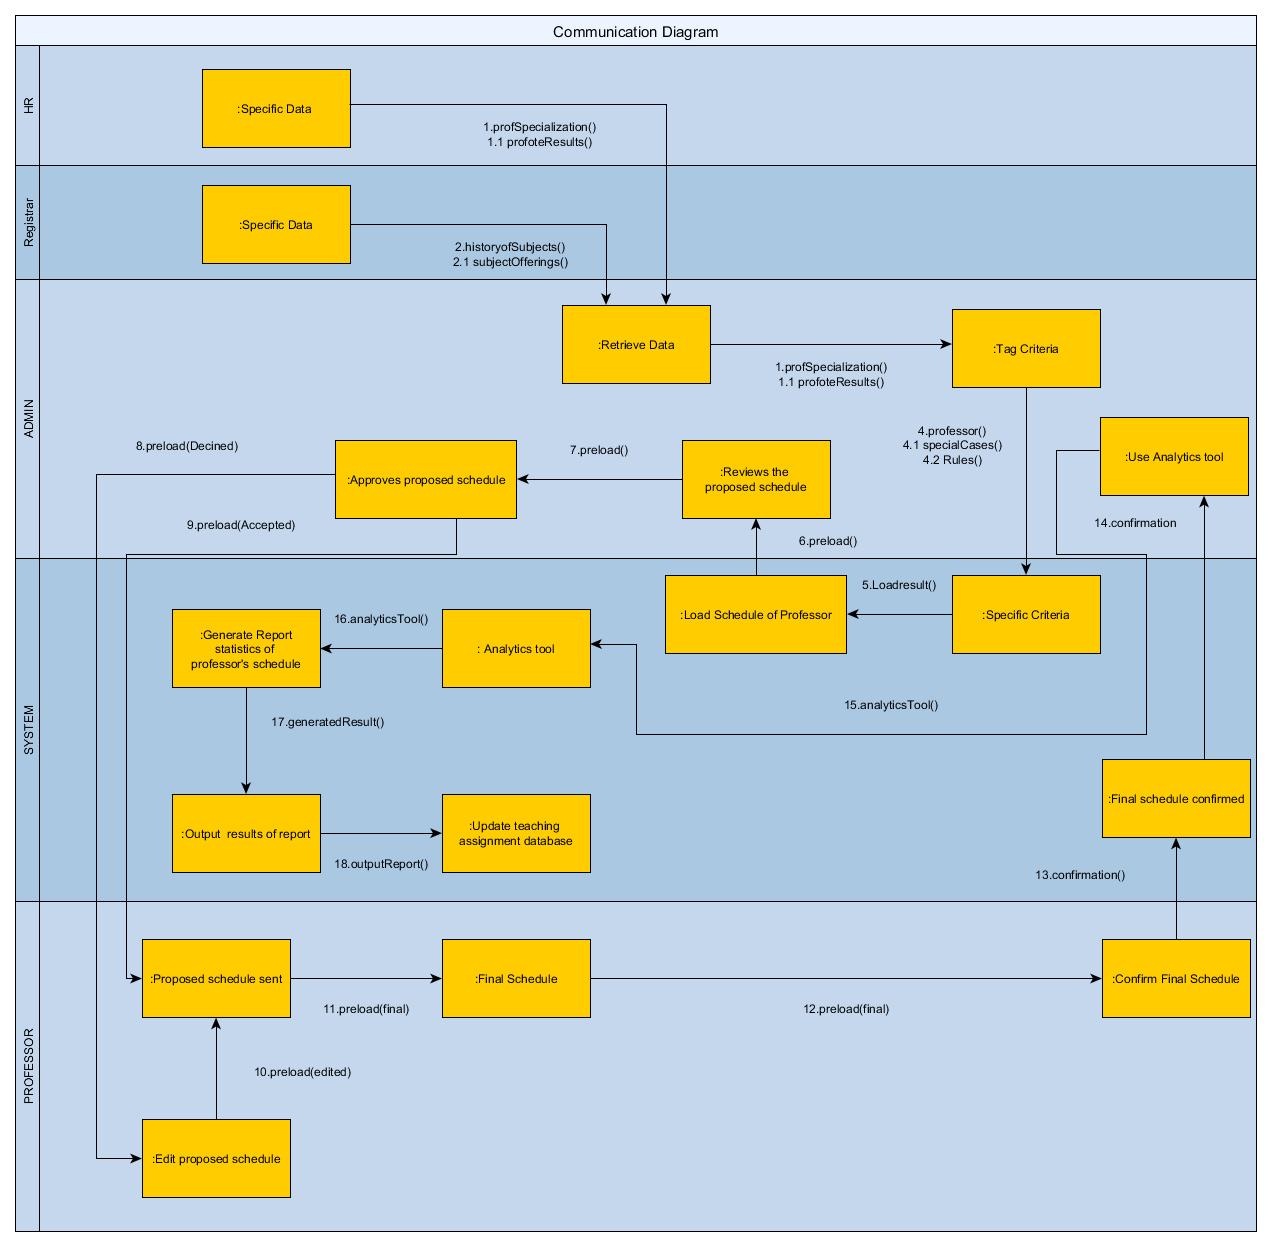 Communication Diagram
HR
:Specific Data
1.profSpecialization()
1.1 profoteResults()
Registrar
:Specific Data
2.historyofSubjects()
2.1 subjectOfferings()
ADMIN
:Retrieve Data
1.profSpecialization()
1.1 profoteResults()
:Tag Criteria
4.professor()
4.1 specialCases()
4.2 Rules()
8.preload(Decined)
:Approves proposed schedule
7.preload()
:Reviews the
proposed schedule
:Use Analytics tool
9.preload(Accepted)
6.preload()
14.confirmation
SYSTEM
:Generate Report
statistics of
professor's schedule
16.analyticsTool()
: Analytics tool
:Load Schedule of Professor
5.Loadresult()
:Specific Criteria
15.analyticsTool()
17.generatedResult()
:Output  results of report
18.outputReport()
:Update teaching
assignment database
:Final schedule confirmed
13.confirmation()
PROFESSOR
:Proposed schedule sent
11.preload(final)
:Final Schedule
12.preload(final)
:Confirm Final Schedule
10.preload(edited)
:Edit proposed schedule